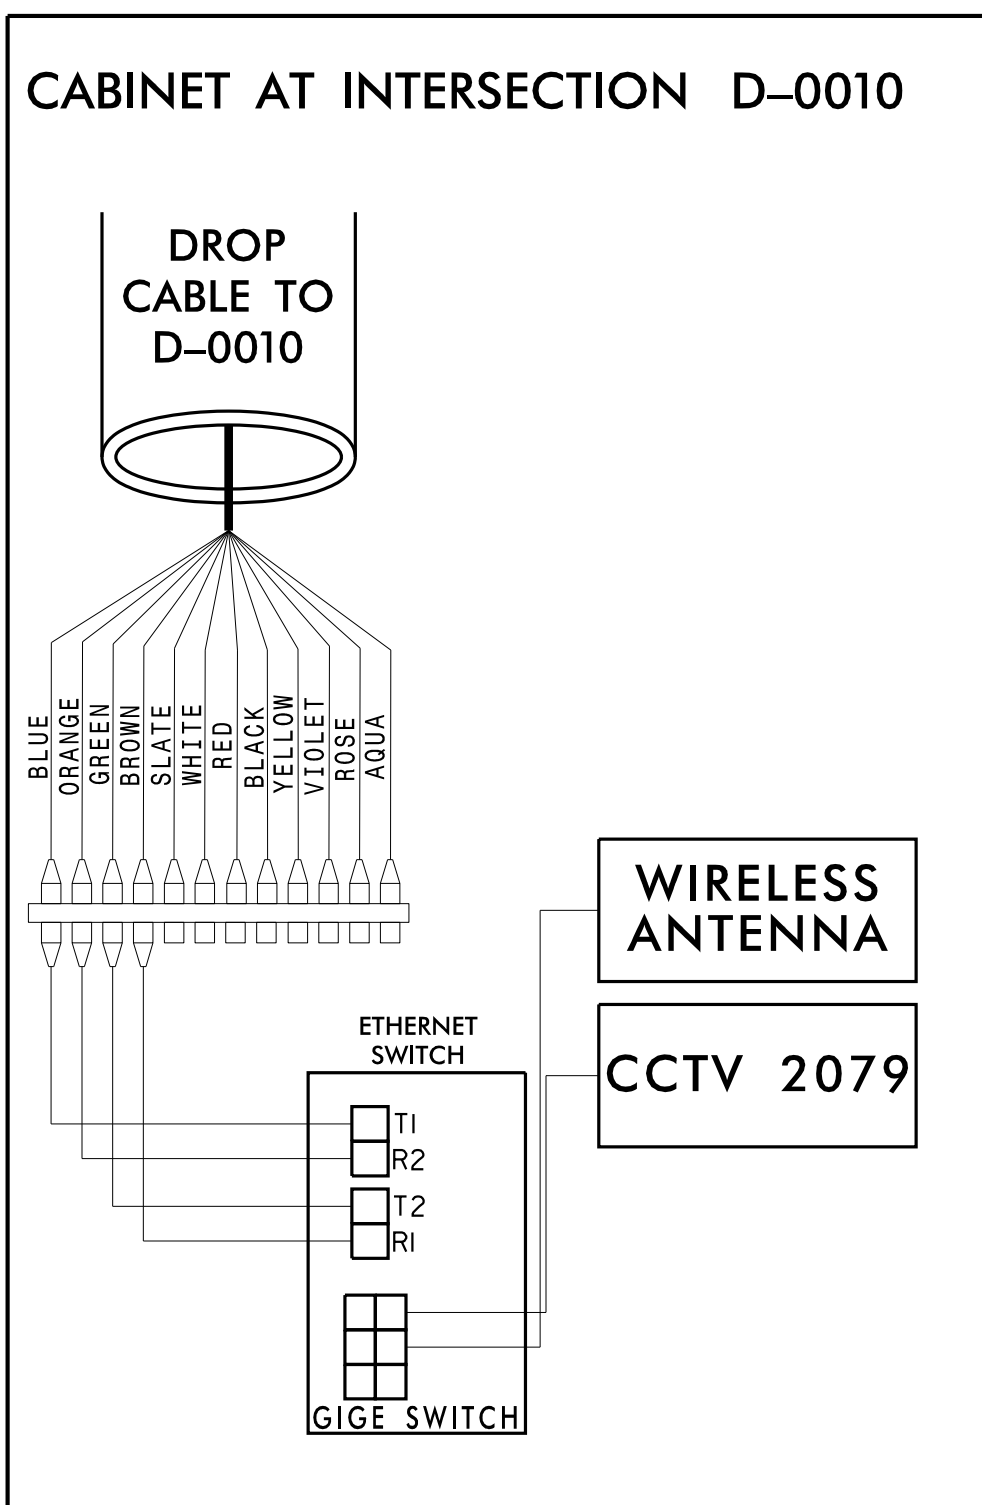 CABINET AT INTERSECTION D–0010
DROP
CABLE TO
D–0010
BLUE
ORANGE
GREEN
BROWN
SLATE
WHITE
RED
BLACK
YELLOW
VIOLET
ROSE
AQUA
WIRELESS
ANTENNA
CCTV 2079
ETHERNET
SWITCH
T1
R2
T2
R1
GIGE SWITCH